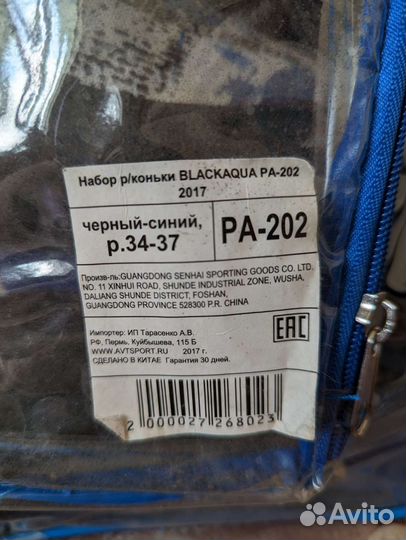 Набор р/коньки BLACKAQUA PA-202
2017
черный-синий,
р.34-37
PA-202
Произв-ль:GUANGDONG SENHAI SPORTING GOODS CO. LTD.
NO. 11 XINHUI ROAD, SHUNDE INDUSTRIAL ZONE, WUSHA,
DALIANG SHUNDE DISTRICT, FOSHAN,
GUANGDONG PROVINCE 528300 P.R. CHINA
Импортер: ИП Тарасенко А.В.
РФ, Пермь, Куйбышева, 115 Б
WWW.AVTSPORT.RU 2017 г.
СДЕЛАНО В КИТАЕ Гарантия 30 дней.
EAC
2 000027 268023
Avito